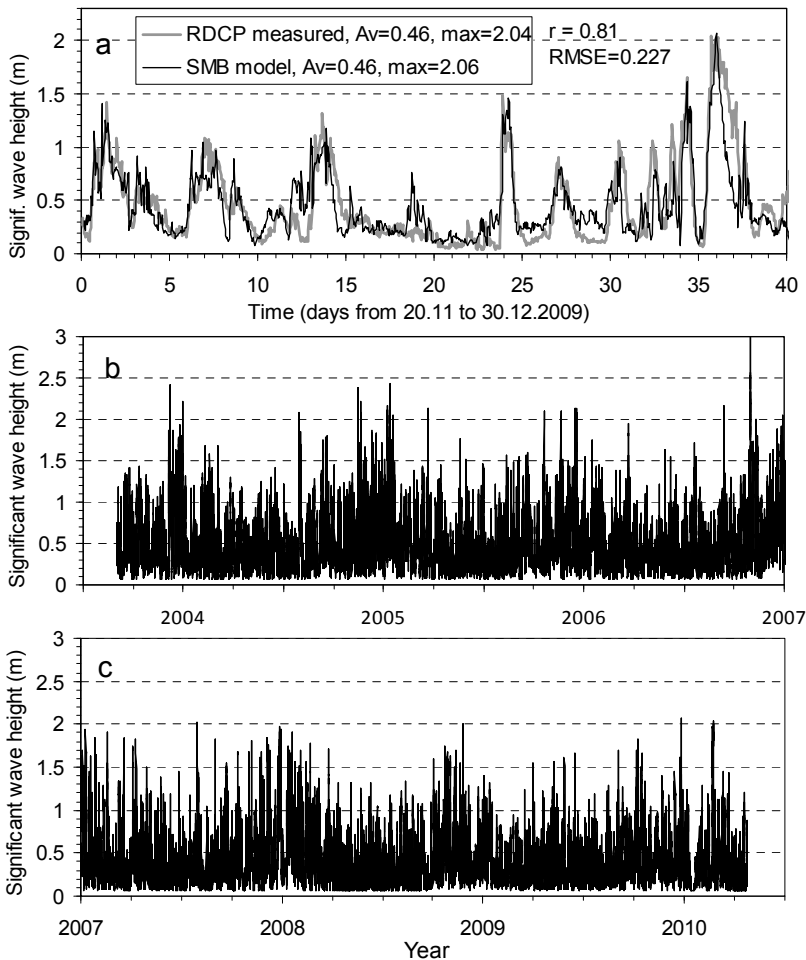 a
RDCP measured, Av=0.46, max=2.04
SMB model, Av=0.46, max=2.06
r = 0.81
RMSE=0.227
Signif. wave height (m)
2
1.5
1
0.5
0
0 5 10 15 20 25 30 35 40
Time (days from 20.11 to 30.12.2009)
b
Significant wave height (m)
3
2.5
2
1.5
1
0.5
0
2004 2005 2006 2007
c
Significant wave height (m)
3
2.5
2
1.5
1
0.5
0
2007 2008 2009 2010
Year